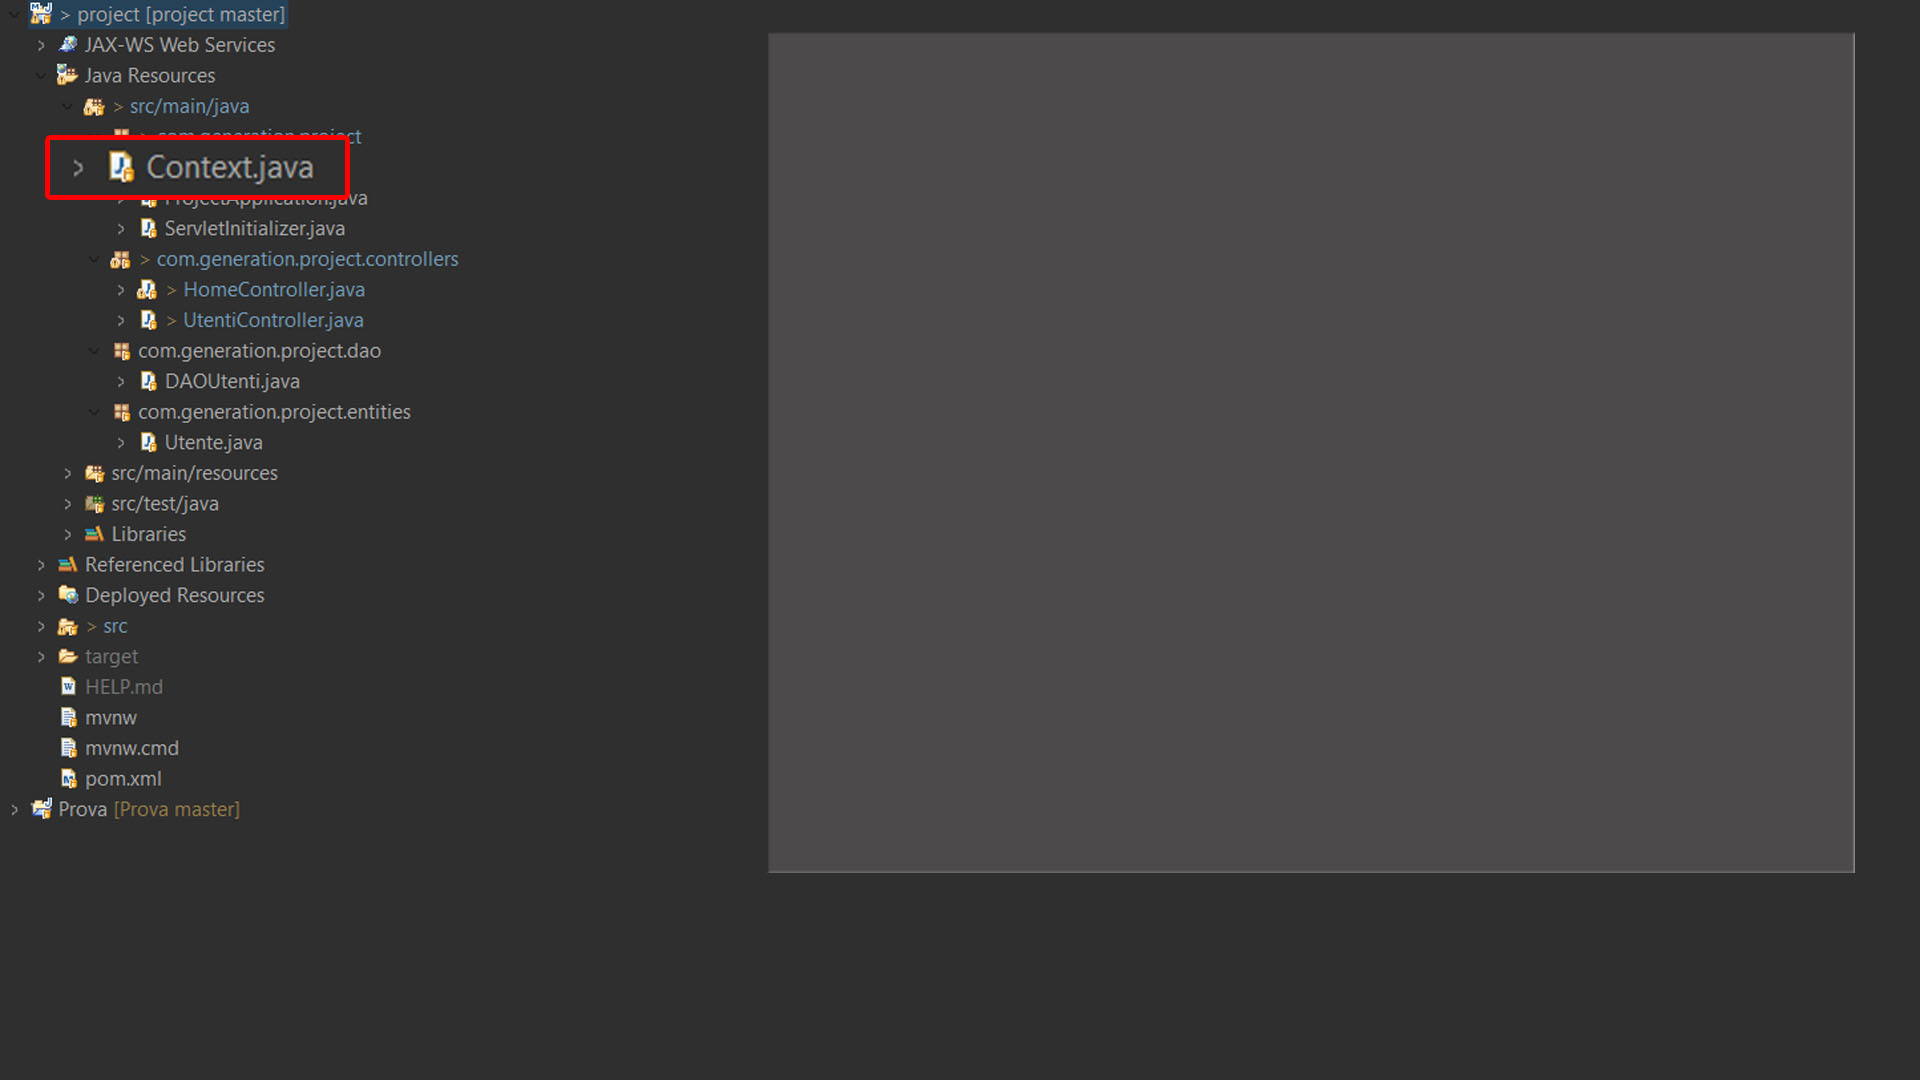 > project [project master]
JAX-WS Web Services
Java Resources
> src/main/java
> com.generation.project
Context.java
ProjectApplication.java
ServletInitializer.java
> com.generation.project.controllers
> HomeController.java
> UtentiController.java
com.generation.project.dao
DAOUtenti.java
com.generation.project.entities
Utente.java
src/main/resources
src/test/java
Libraries
Referenced Libraries
Deployed Resources
> src
target
HELP.md
mvnw
mvnw.cmd
pom.xml
Prova [Prova master]